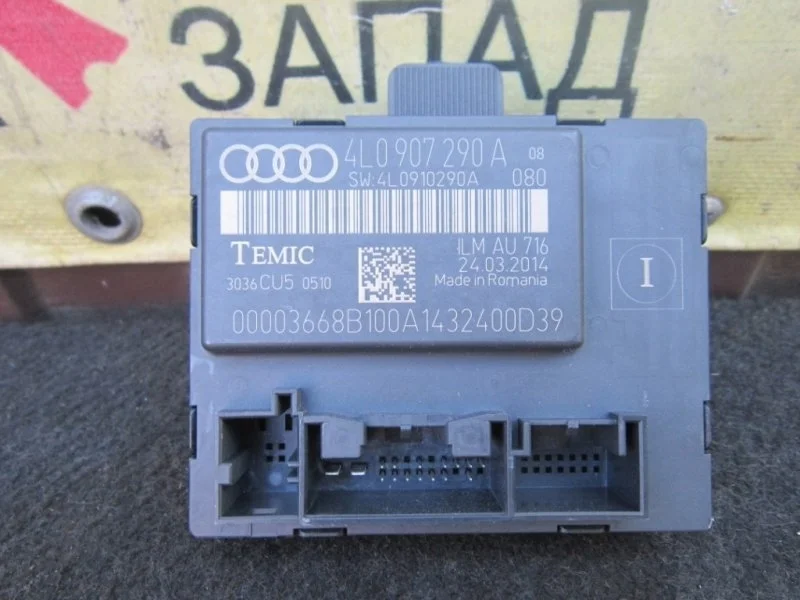 ЗАПАД
4L0 907 290 A 08
SW:4L0910290A 080
TEMIC
ILM AU 716
24.03.2014
3036CU5 0510
Made in Romania
00003668B100A1432400D39
I